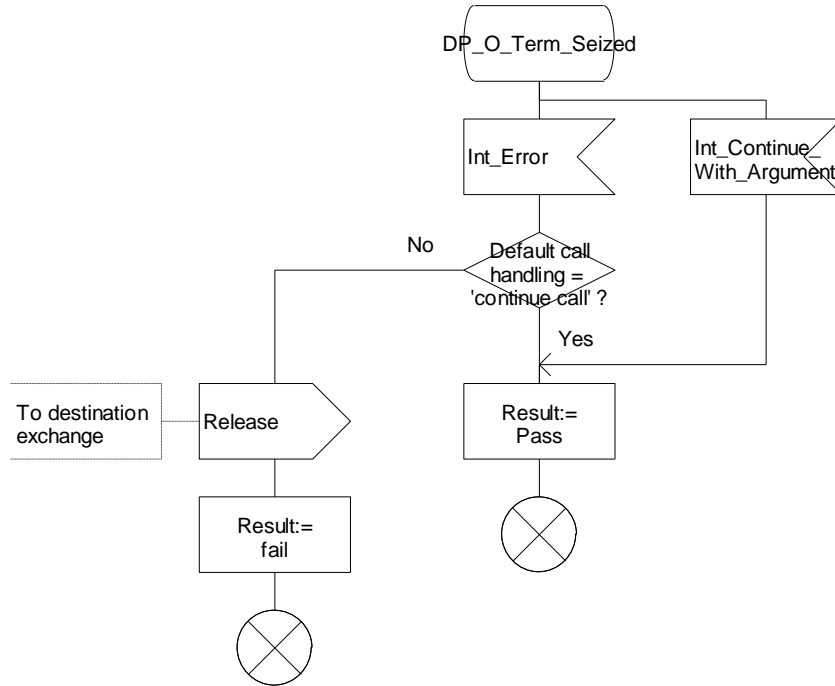 DP_O_Term_Seized
Int_Error
Int_Continue_
With_Argument
No
Default call
handling =
'continue call' ?
Yes
To destination
exchange
Release
Result:=
Pass
Result:=
fail